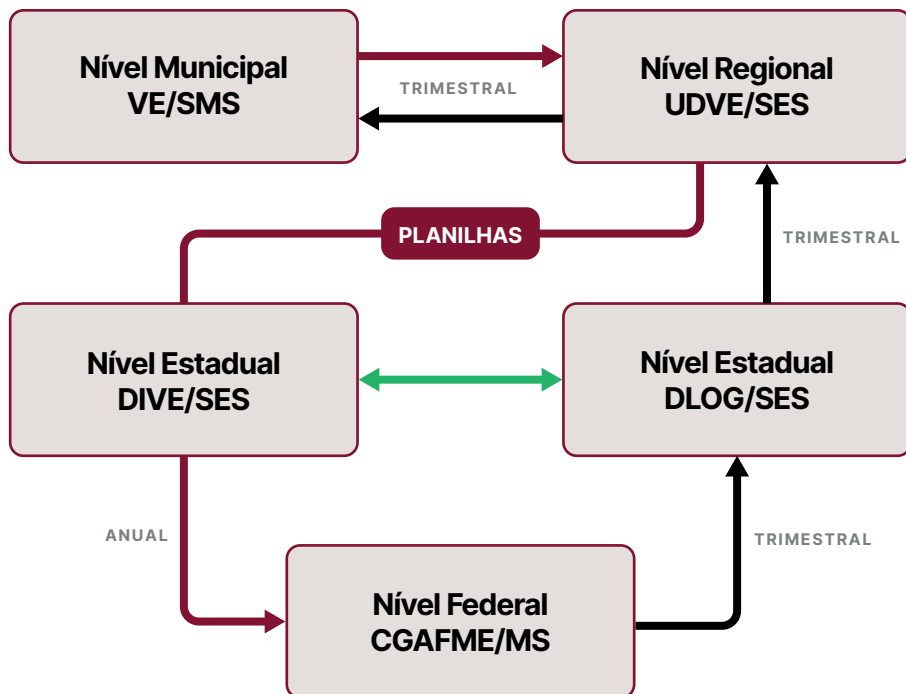 Nível Municipal
VE/SMS
TRIMESTRAL
Nível Regional
UDVE/SES
PLANILHAS
TRIMESTRAL
Nível Estadual
DIVE/SES
Nível Estadual
DLOG/SES
ANUAL
TRIMESTRAL
Nível Federal
CGAFME/MS